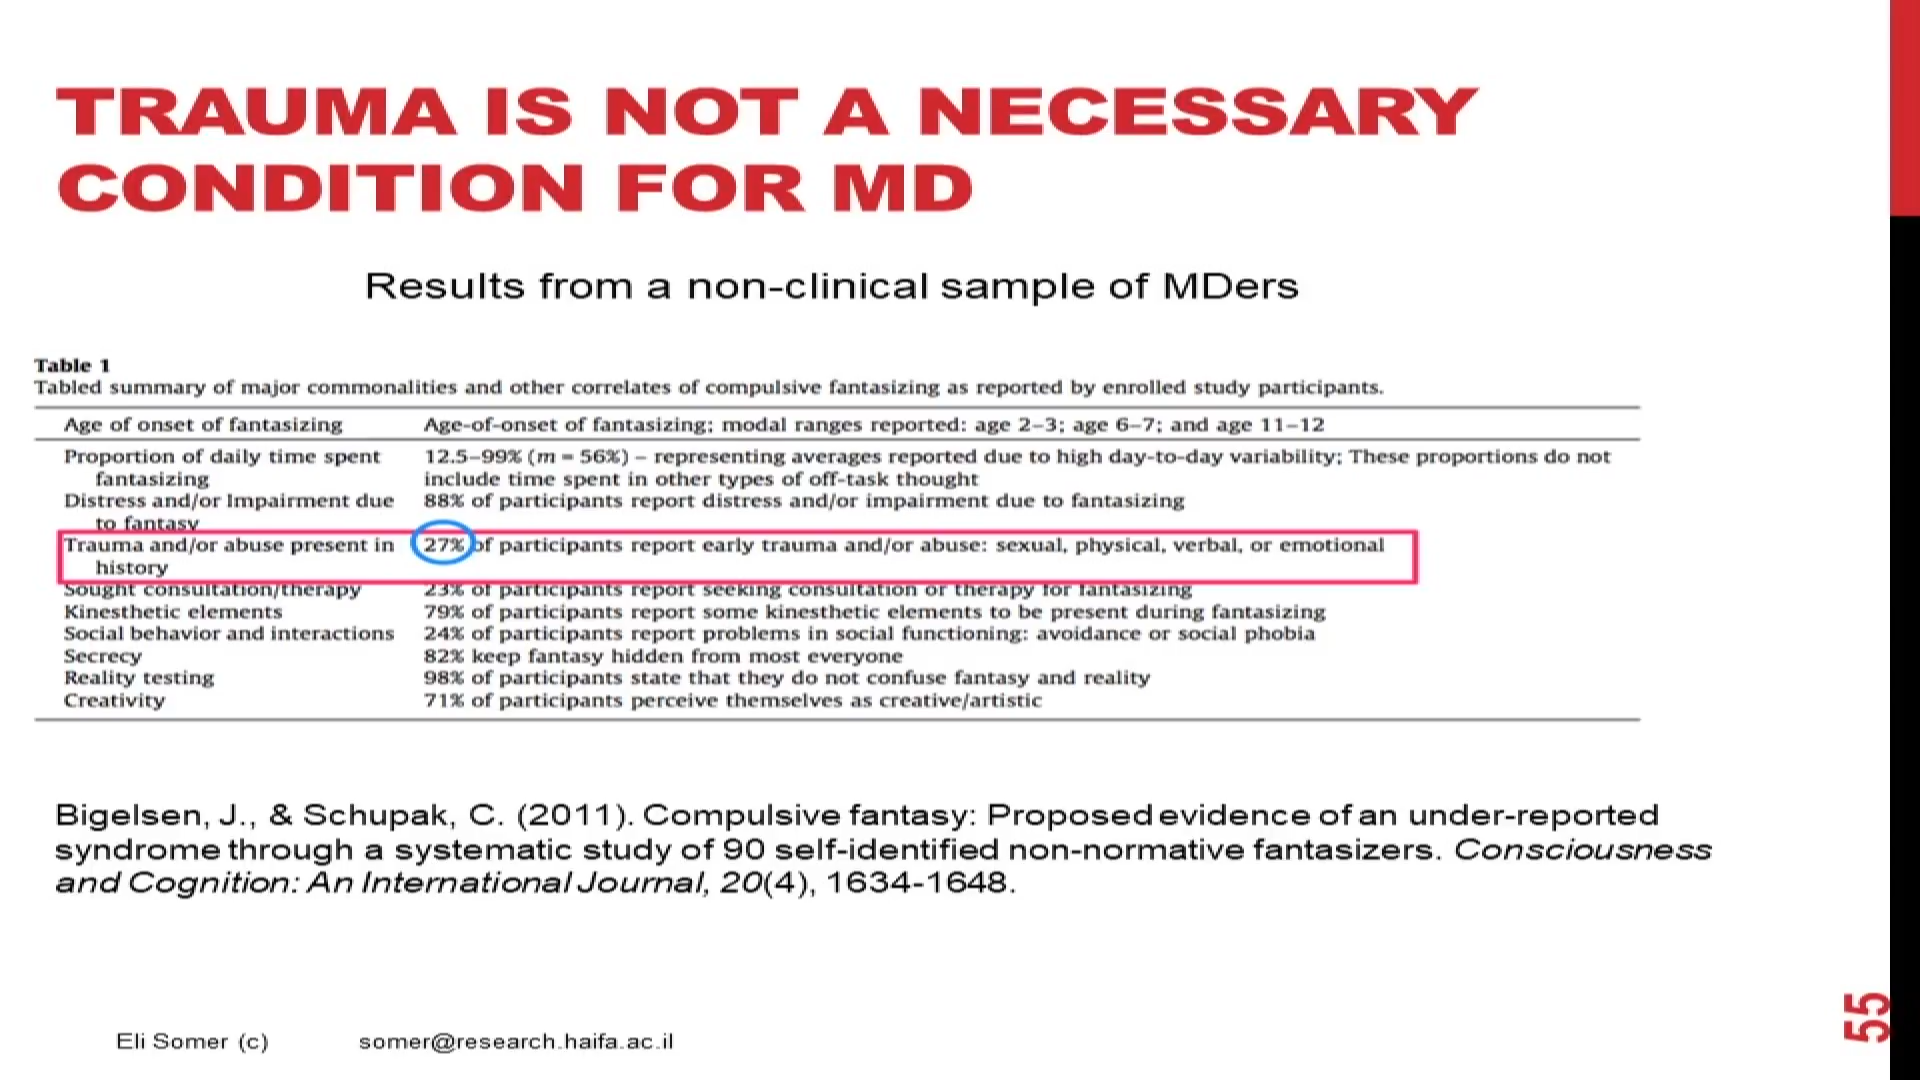 TRAUMA IS NOT A NECESSARY
CONDITION FOR MD
Results from a non-clinical sample of MDers
Table 1
Tabled summary of major commonalities and other correlates of compulsive fantasizing as reported by enrolled study participants.
Age of onset of fantasizing Age-of-onset of fantasizing; modal ranges reported: age 2–3; age 6–7; and age 11–12
Proportion of daily time spent 12.5–99% (m = 56%) – representing averages reported due to high day-to-day variability; These proportions do not
fantasizing include time spent in other types of off-task thought
Distress and/or Impairment due 88% of participants report distress and/or impairment due to fantasizing
to fantasy
Trauma and/or abuse present in 27% of participants report early trauma and/or abuse: sexual, physical, verbal, or emotional
history
Sought consultation/therapy 23% of participants report seeking consultation or therapy for fantasizing
Kinesthetic elements 79% of participants report some kinesthetic elements to be present during fantasizing
Social behavior and interactions 24% of participants report problems in social functioning: avoidance or social phobia
Secrecy 82% keep fantasy hidden from most everyone
Reality testing 98% of participants state that they do not confuse fantasy and reality
Creativity 71% of participants perceive themselves as creative/artistic
Bigelsen, J., & Schupak, C. (2011). Compulsive fantasy: Proposed evidence of an under-reported
syndrome through a systematic study of 90 self-identified non-normative fantasizers. Consciousness
and Cognition: An International Journal, 20(4), 1634-1648.
Eli Somer (c) somer@research.haifa.ac.il
55